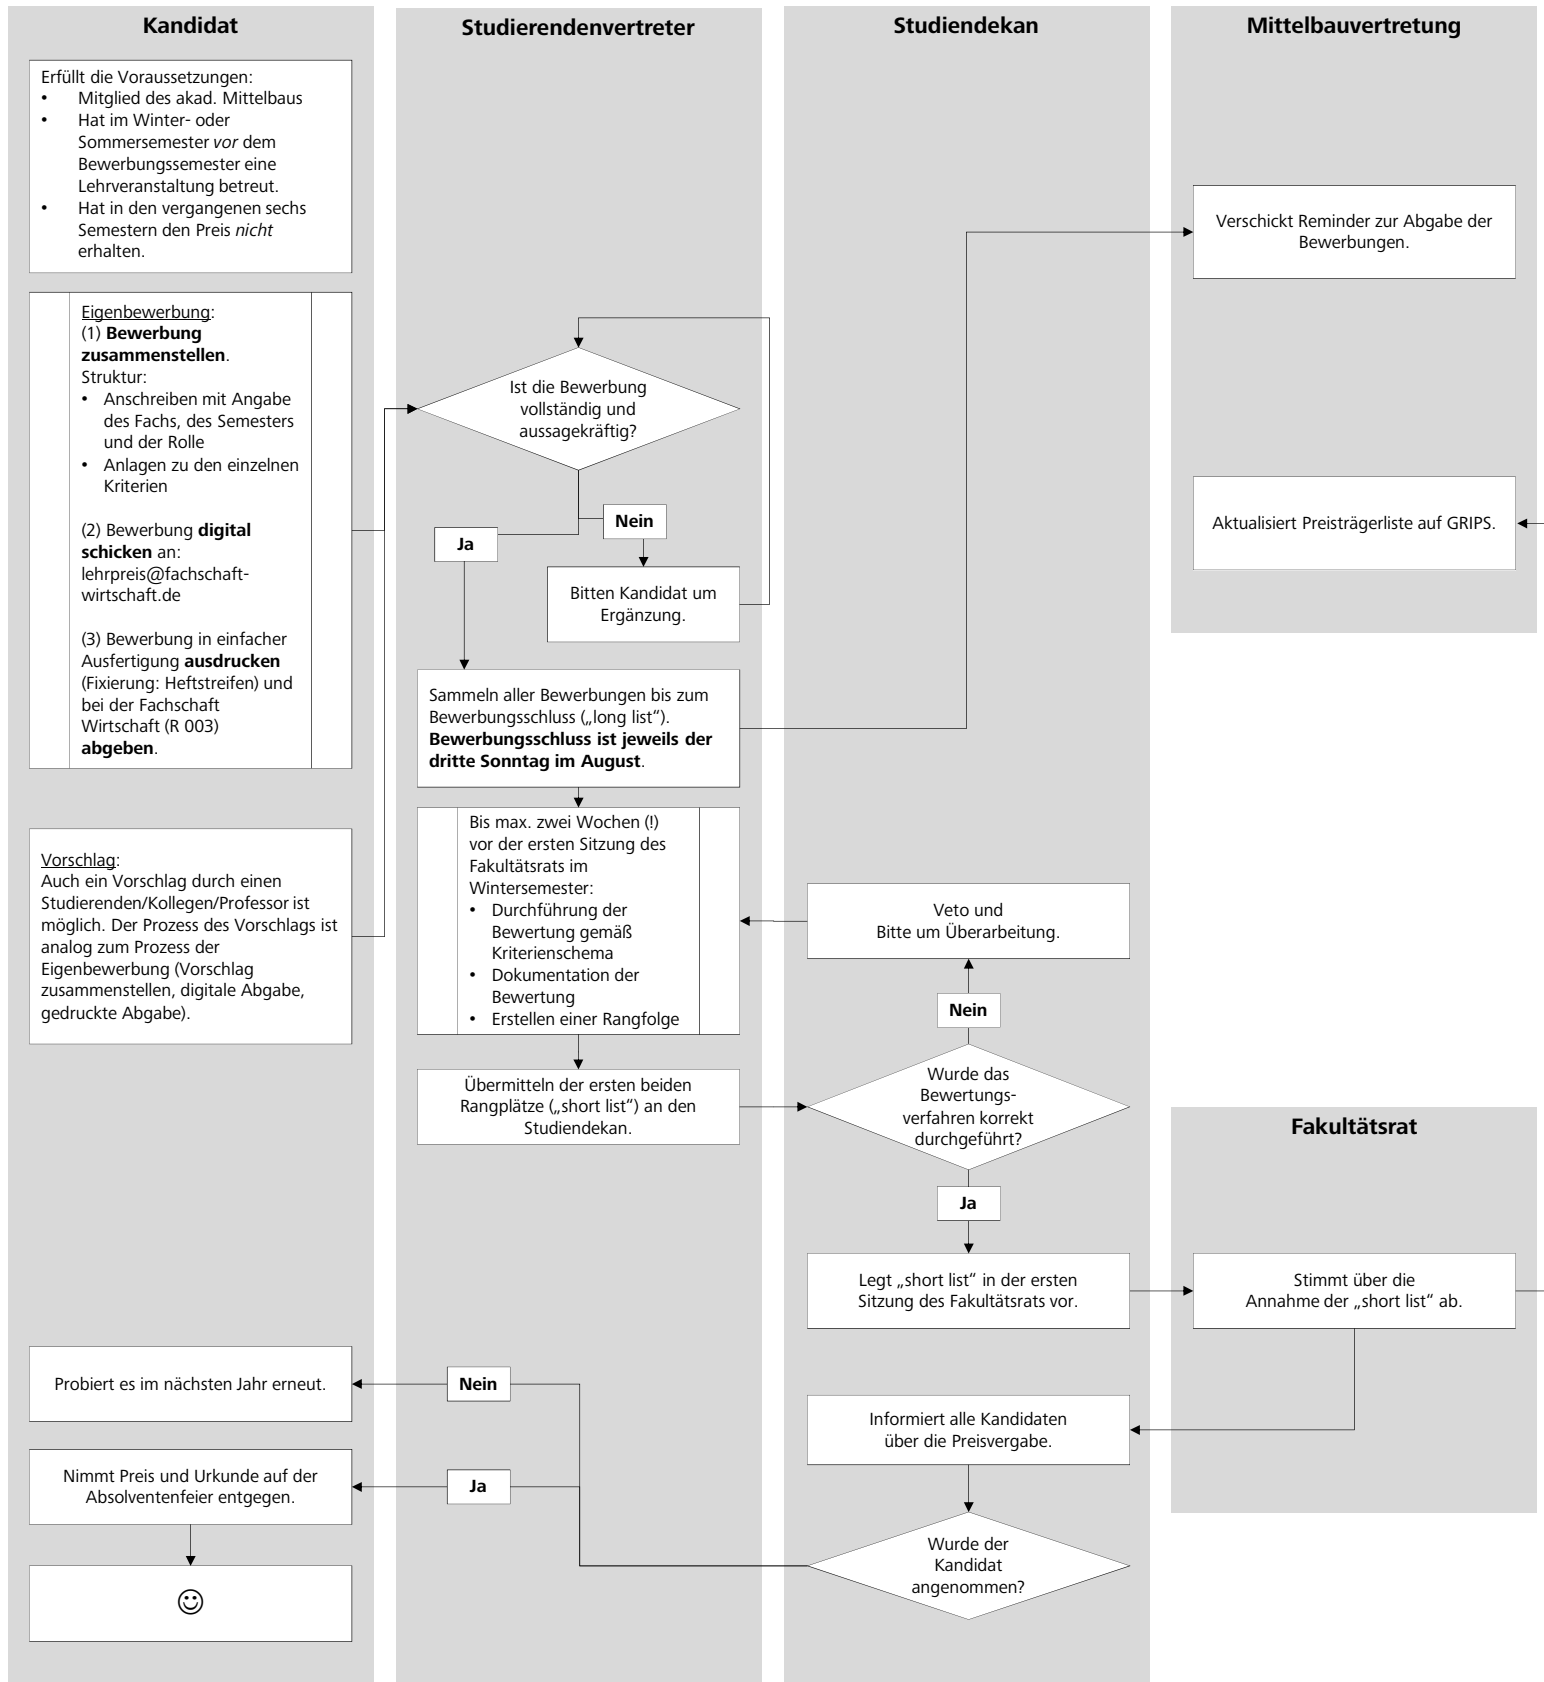 Kandidat
Erfüllt die Voraussetzungen:
• Mitglied des akad. Mittelbaus
• Hat im Winter- oder
Sommersemester vor dem
Bewerbungssemester eine
Lehrveranstaltung betreut.
• Hat in den vergangenen sechs
Semestern den Preis nicht
erhalten.
Eigenbewerbung:
(1) Bewerbung
zusammenstellen.
Struktur:
• Anschreiben mit Angabe
des Fachs, des Semesters
und der Rolle
• Anlagen zu den einzelnen
Kriterien
(2) Bewerbung digital
schicken an:
lehrpreis@fachschaft-
wirtschaft.de
(3) Bewerbung in einfacher
Ausfertigung ausdrucken
(Fixierung: Heftstreifen) und
bei der Fachschaft
Wirtschaft (R 003)
abgeben.
Vorschlag:
Auch ein Vorschlag durch einen
Studierenden/Kollegen/Professor ist
möglich. Der Prozess des Vorschlags ist
analog zum Prozess der
Eigenbewerbung (Vorschlag
zusammenstellen, digitale Abgabe,
gedruckte Abgabe).
Probiert es im nächsten Jahr erneut.
Nimmt Preis und Urkunde auf der
Absolventenfeier entgegen.
☺
Studierendenvertreter
Ist die Bewerbung
vollständig und
aussagekräftig?
Nein
Ja
Bitten Kandidat um
Ergänzung.
Sammeln aller Bewerbungen bis zum
Bewerbungsschluss („long list“).
Bewerbungsschluss ist jeweils der
dritte Sonntag im August.
Bis max. zwei Wochen (!)
vor der ersten Sitzung des
Fakultätsrats im
Wintersemester:
• Durchführung der
Bewertung gemäß
Kriterienschema
• Dokumentation der
Bewertung
• Erstellen einer Rangfolge
Übermitteln der ersten beiden
Rangplätze („short list“) an den
Studiendekan.
Nein
Ja
Studiendekan
Veto und
Bitte um Überarbeitung.
Nein
Wurde das
Bewertungs-
verfahren korrekt
durchgeführt?
Ja
Legt „short list“ in der ersten
Sitzung des Fakultätsrats vor.
Informiert alle Kandidaten
über die Preisvergabe.
Wurde der
Kandidat
angenommen?
Mittelbauvertretung
Verschickt Reminder zur Abgabe der
Bewerbungen.
Aktualisiert Preisträgerliste auf GRIPS.
Fakultätsrat
Stimmt über die
Annahme der „short list“ ab.